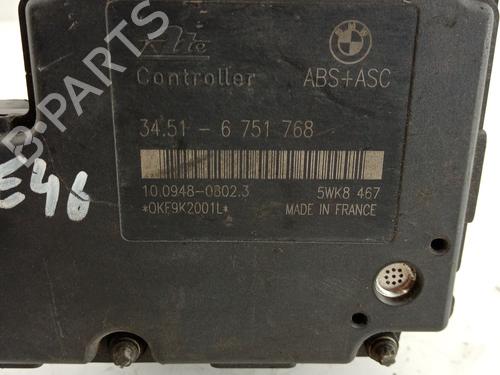 Ate
Controller
ABS+ASC
34.51 - 6 751 768
10.0948-0802.3
5WK8 467
*OKF9K2001L*
MADE IN FRANCE
E46
B-PARTS